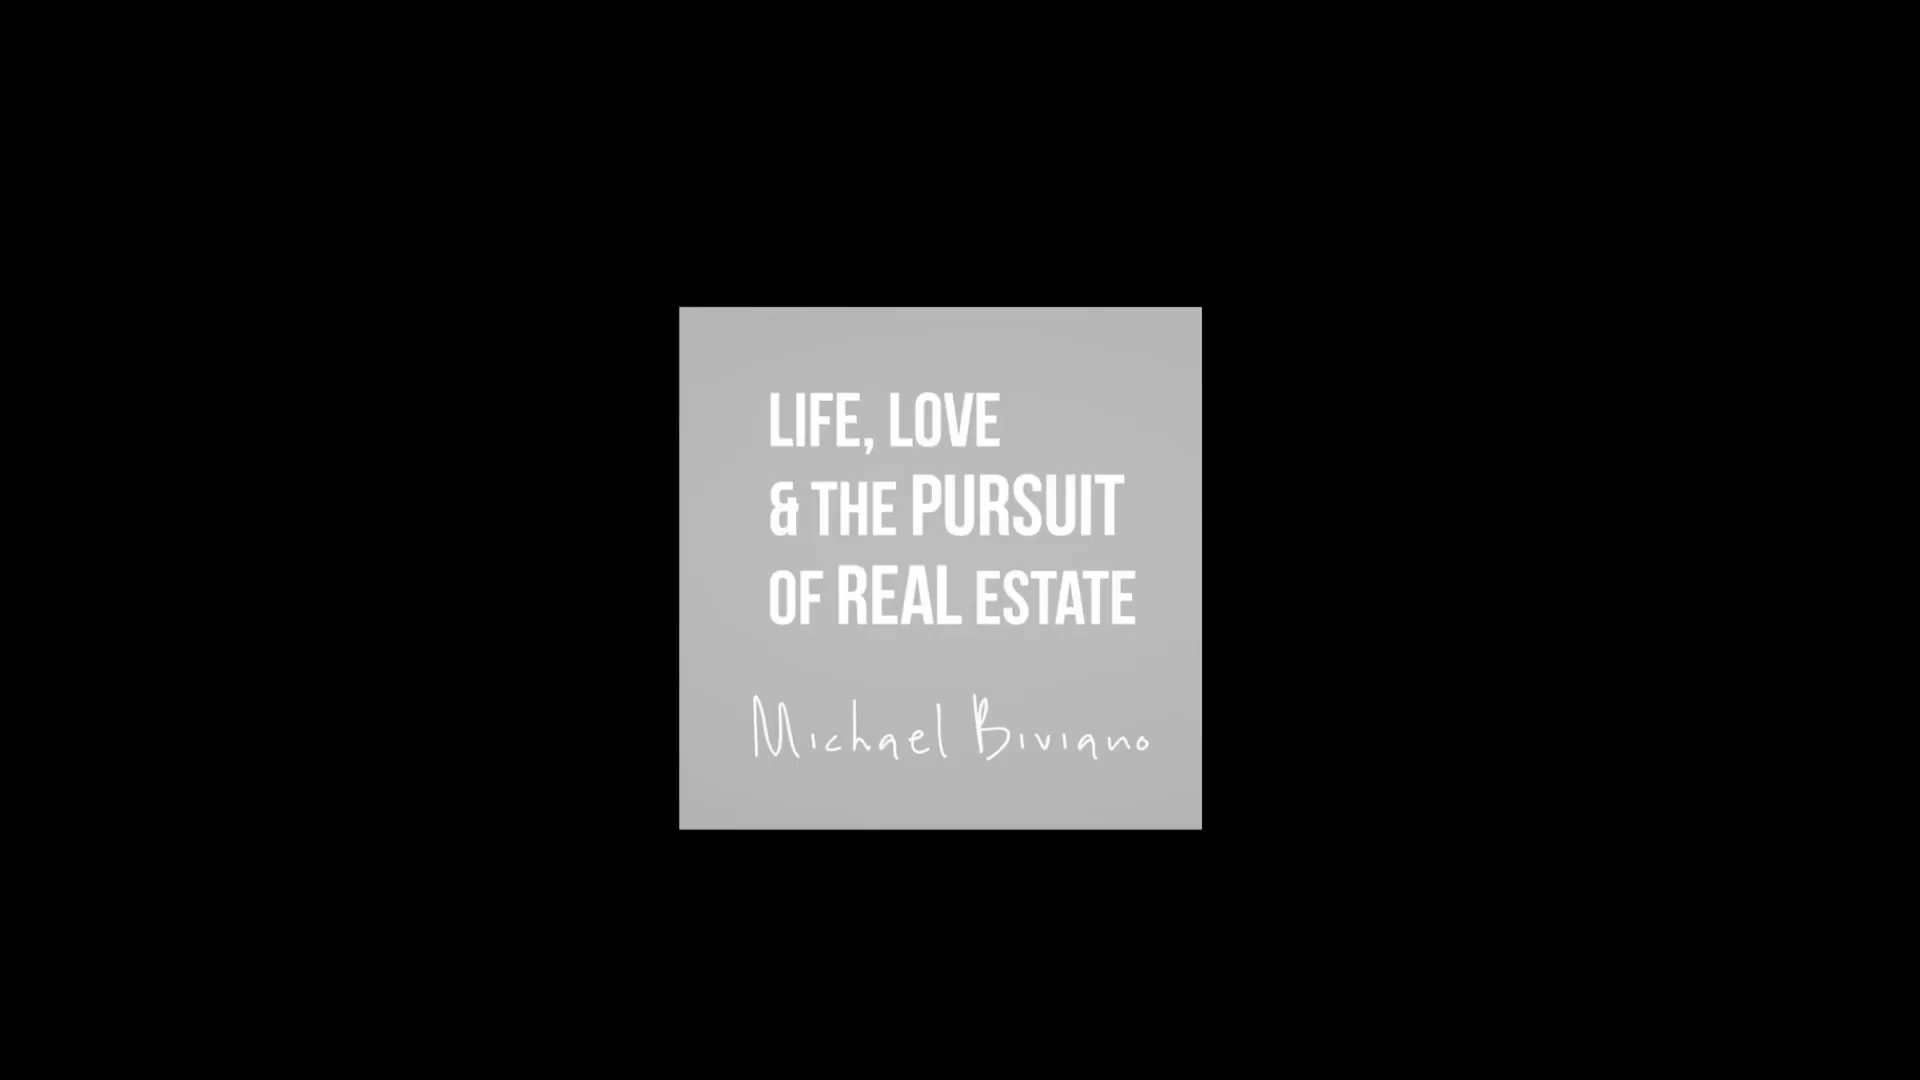 LIFE, LOVE
& THE PURSUIT
OF REAL ESTATE
Michael Biviano